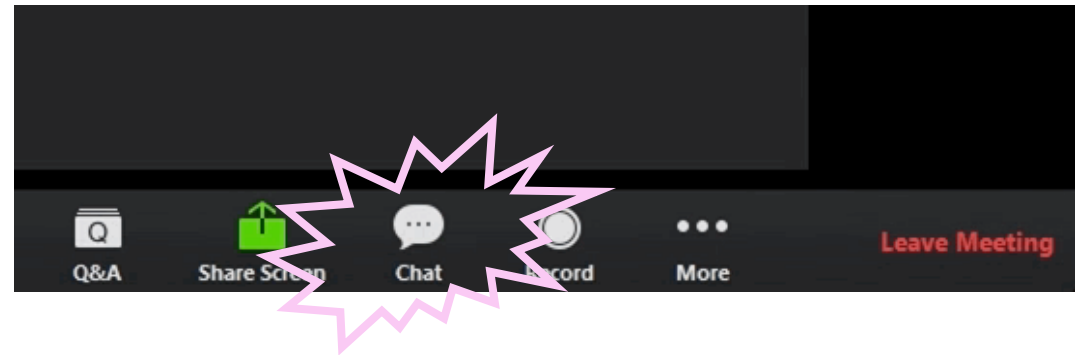 Q
Q&A
Share Screen
Chat
Record
More
Leave Meeting